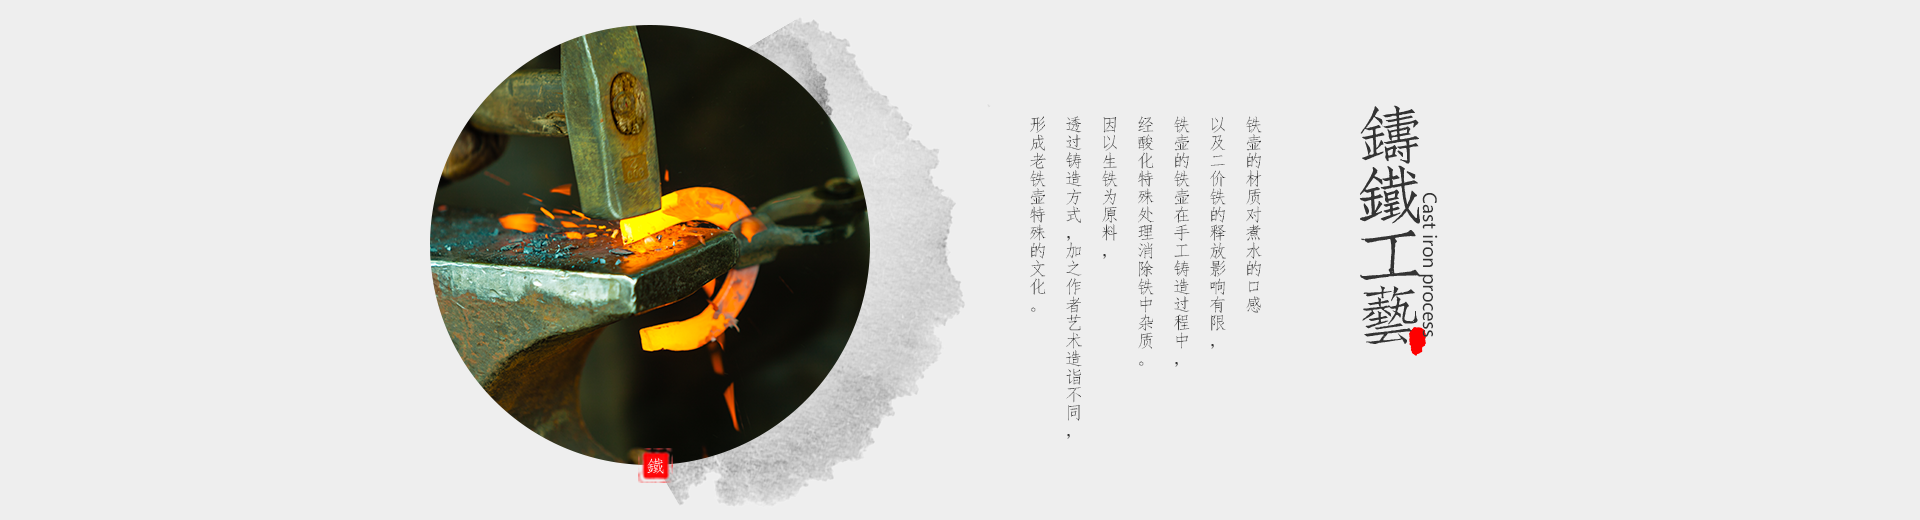 鑄鐵工藝
Cast iron process
铁壶的材质对煮水的口感
以及二价铁的释放影响有限，
铁壶的铁壶在手工铸造过程中，
经酸化特殊处理消除铁中杂质。
因以生铁为原料，
透过铸造方式，加之作者艺术造诣不同，
形成老铁壶特殊的文化。
鐵